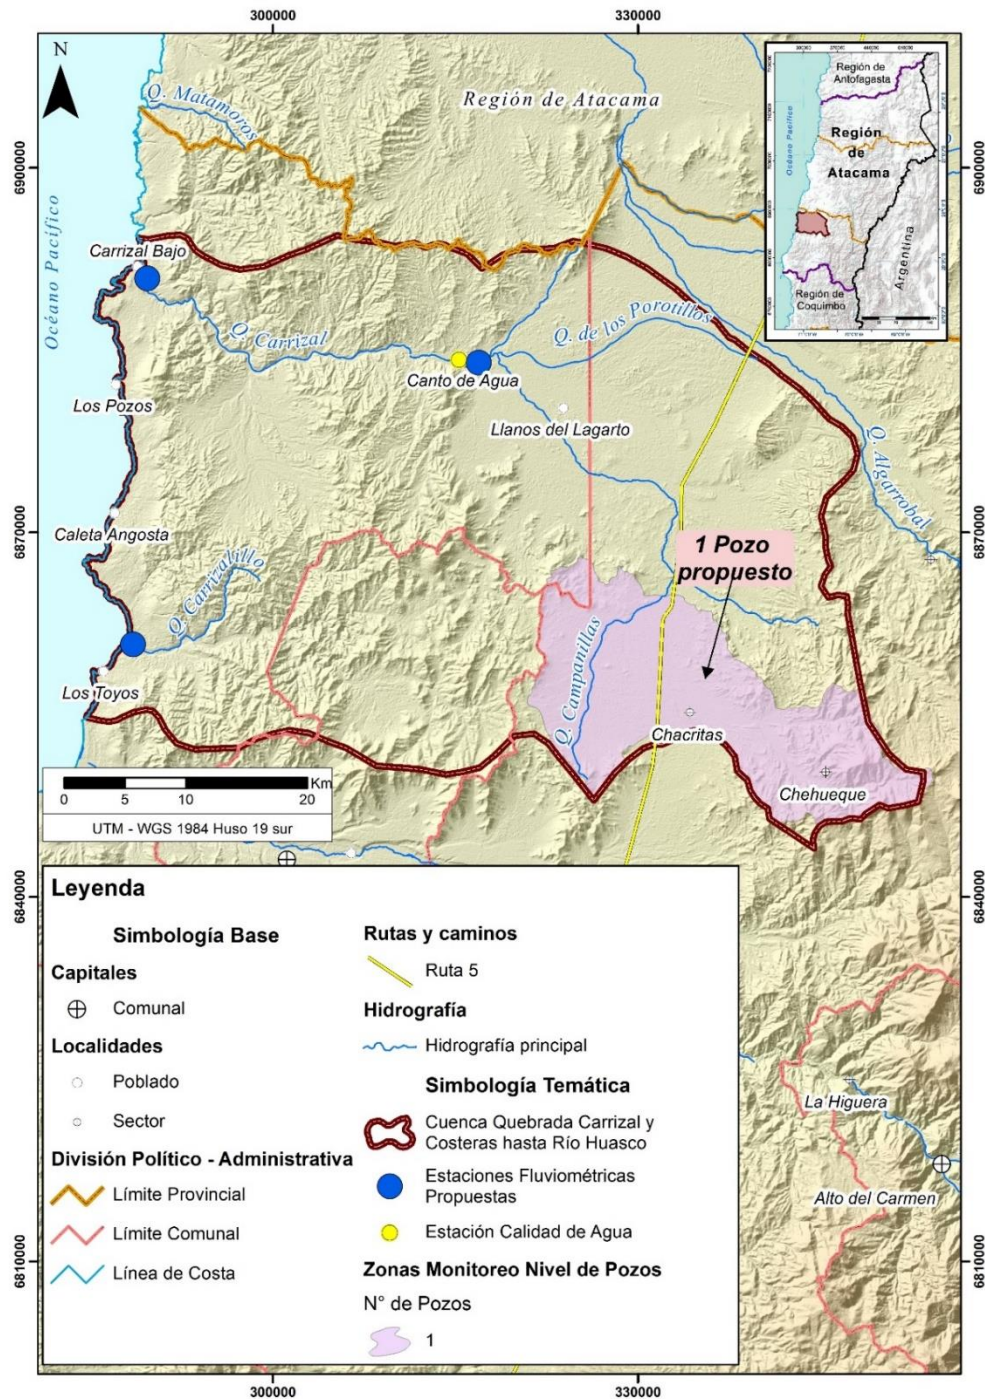 300000
330000
N
Q. Matamoros
Región de Atacama
6900000
6900000
Región de
Antofagasta
Océano Pacífico
Región
de
Atacama
Argentina
Región de
Coquimbo
Océano Pacífico
Carrizal Bajo
Q. Carrizal
Q. de los Porotillos
Canto de Agua
Los Pozos
Llanos del Lagarto
Q. Algarrobal
Caleta Angosta
6870000
6870000
1 Pozo
propuesto
Q. Carrizalillo
Los Toyos
Q. Campanillas
Chacritas
Chehueque
Km
0 5 10 20
UTM - WGS 1984 Huso 19 sur
6840000
6840000
Leyenda
Simbología Base
Capitales
Comunal
Localidades
Poblado
Sector
División Político - Administrativa
Límite Provincial
Límite Comunal
Línea de Costa
Rutas y caminos
Ruta 5
Hidrografía
Hidrografía principal
Simbología Temática
Cuenca Quebrada Carrizal y
Costeras hasta Río Huasco
Estaciones Fluviométricas
Propuestas
Estación Calidad de Agua
Zonas Monitoreo Nivel de Pozos
N° de Pozos
1
La Higuera
Alto del Carmen
6810000
6810000
300000
330000